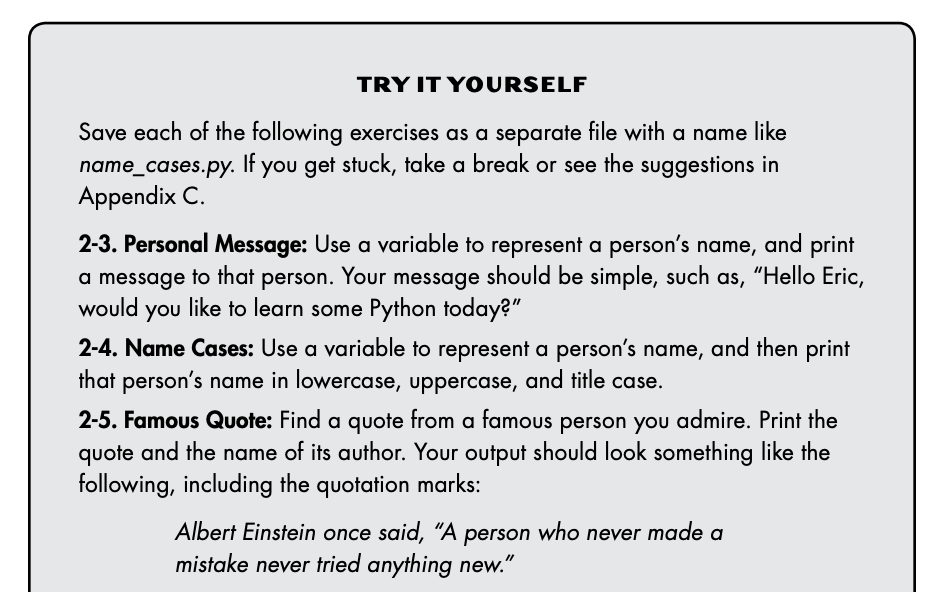 TRY IT YOURSELF
Save each of the following exercises as a separate file with a name like
name_cases.py. If you get stuck, take a break or see the suggestions in
Appendix C.
2-3. Personal Message: Use a variable to represent a person’s name, and print
a message to that person. Your message should be simple, such as, “Hello Eric,
would you like to learn some Python today?”
2-4. Name Cases: Use a variable to represent a person’s name, and then print
that person’s name in lowercase, uppercase, and title case.
2-5. Famous Quote: Find a quote from a famous person you admire. Print the
quote and the name of its author. Your output should look something like the
following, including the quotation marks:
Albert Einstein once said, “A person who never made a
mistake never tried anything new.”